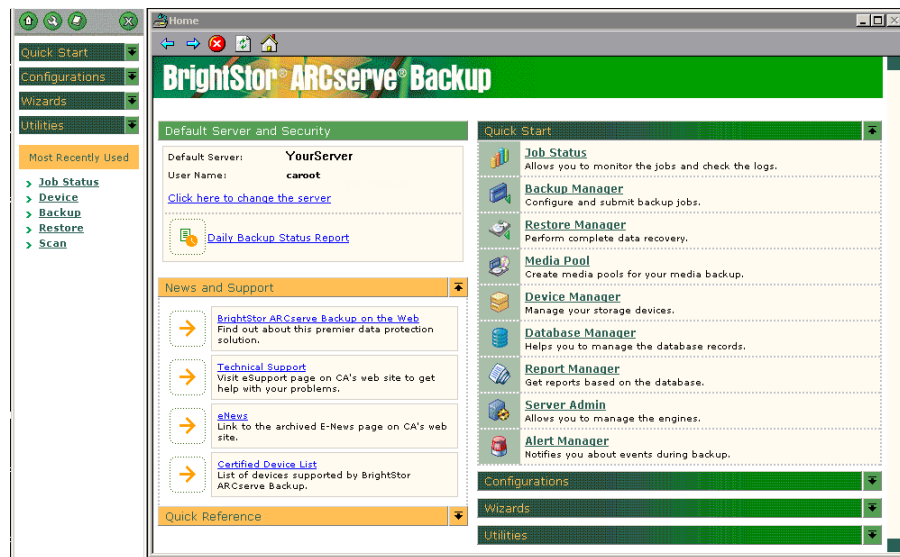 Quick Start
Configurations
Wizards
Utilities
Most Recently Used
Job Status
Device
Backup
Restore
Scan
Home
BrightStor® ARCserve® Backup
Default Server and Security
Default Server: YourServer
User Name: caroot
Click here to change the server
Daily Backup Status Report
News and Support
BrightStor ARCserve Backup on the Web
Find out about this premier data protection
solution.
Technical Support
Visit eSupport page on CA's web site to get
help with your problems.
eNews
Link to the archived E-News page on CA's web
site.
Certified Device List
List of devices supported by BrightStor
ARCserve Backup.
Quick Reference
Quick Start
Job Status
Allows you to monitor the jobs and check the logs.
Backup Manager
Configure and submit backup jobs.
Restore Manager
Perform complete data recovery.
Media Pool
Create media pools for your media backup.
Device Manager
Manage your storage devices.
Database Manager
Helps you to manage the database records.
Report Manager
Get reports based on the database.
Server Admin
Allows you to manage the engines.
Alert Manager
Notifies you about events during backup.
Configurations
Wizards
Utilities